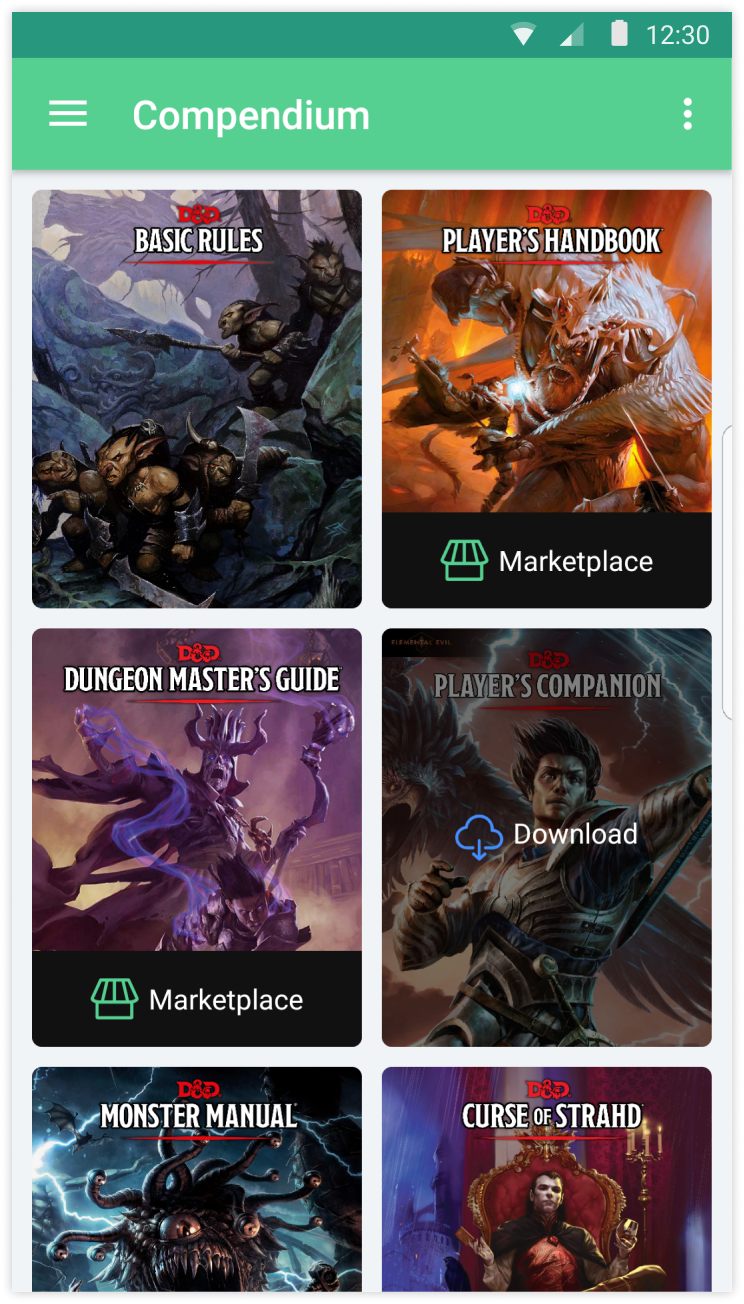 12:30
Compendium
D&D
BASIC RULES
D&D
PLAYER'S HANDBOOK
Marketplace
D&D
DUNGEON MASTER'S GUIDE
Marketplace
ELEMENTAL EVIL
D&D
PLAYER'S COMPANION
Download
D&D
MONSTER MANUAL
D&D
CURSE OF STRAHD